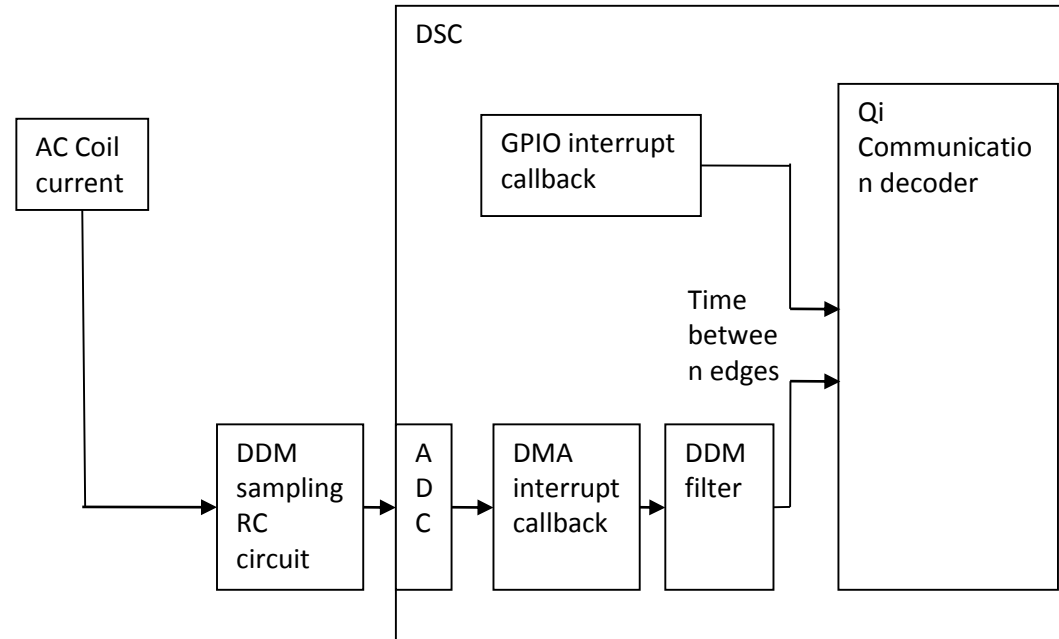 DSC
AC Coil
current
GPIO interrupt
callback
Qi
Communicatio
n decoder
Time
betwee
n edges
DDM
sampling
RC
circuit
A
D
C
DMA
interrupt
callback
DDM
filter